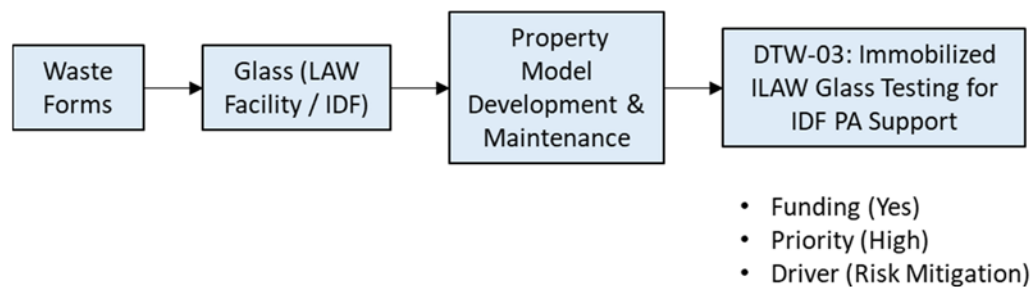 Waste
Forms
Glass (LAW
Facility / IDF)
Property
Model
Development &
Maintenance
DTW-03: Immobilized
ILAW Glass Testing for
IDF PA Support
• Funding (Yes)
• Priority (High)
• Driver (Risk Mitigation)